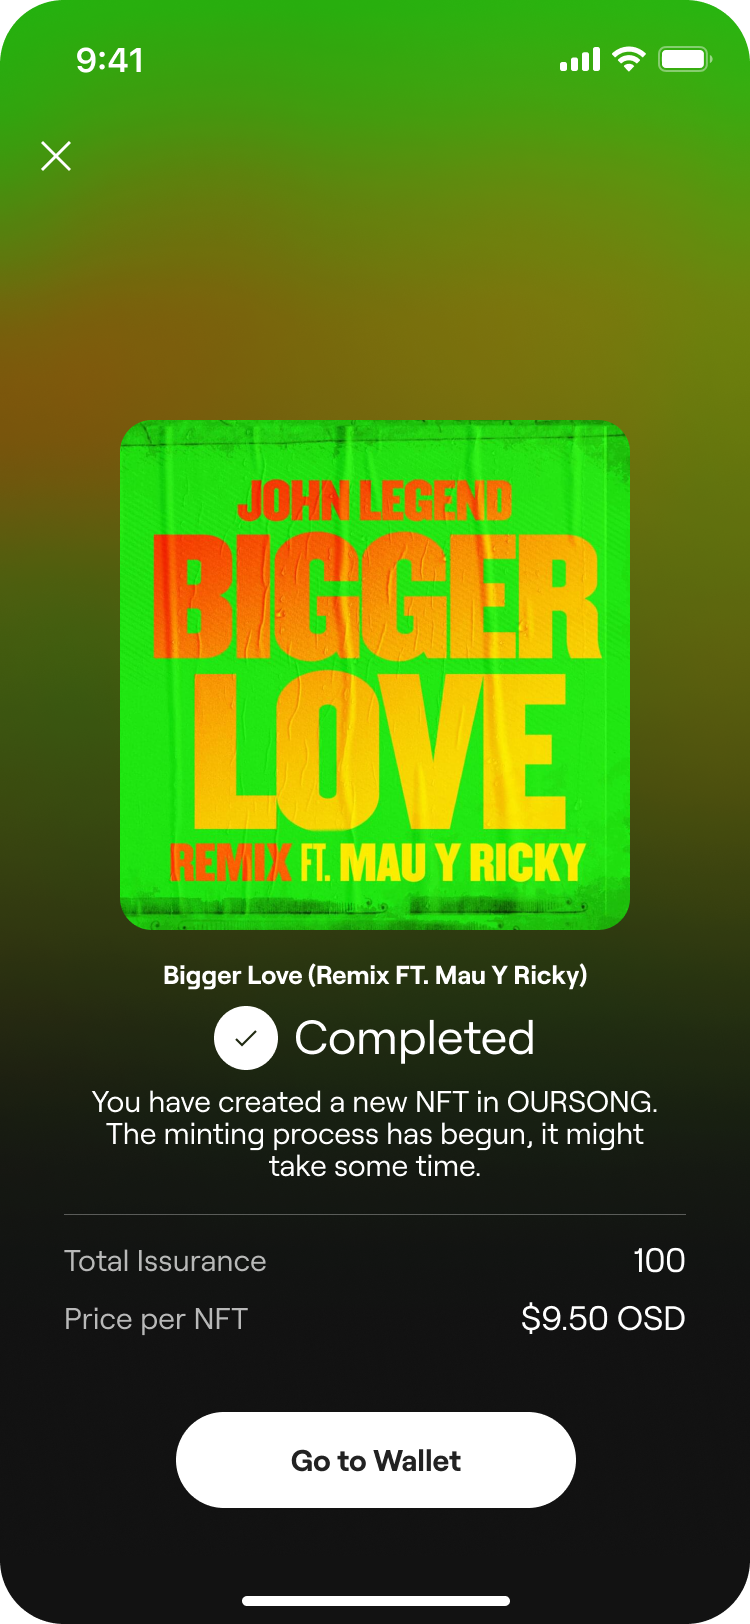 9:41
JOHN LEGEND
BIGGER
LOVE
REMIX FT. MAU Y RICKY
Bigger Love (Remix FT. Mau Y Ricky)
Completed
You have created a new NFT in OURSONG.
The minting process has begun, it might
take some time.
Total Issurance 100
Price per NFT $9.50 OSD
Go to Wallet